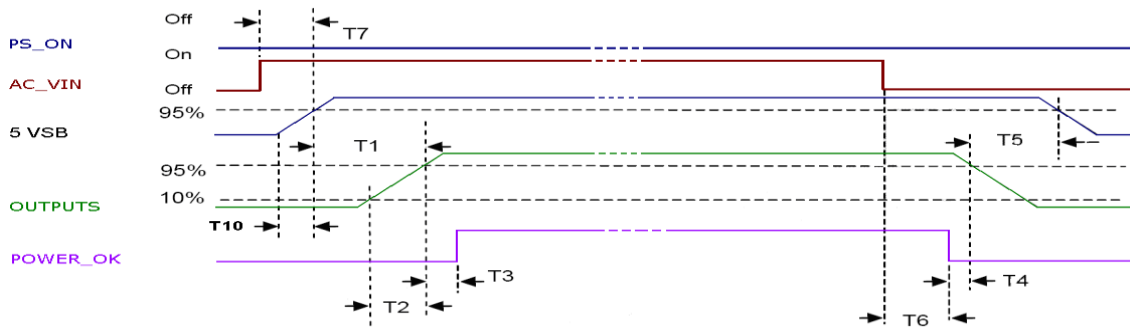 Off
T7
PS_ON
On
AC_VIN
Off
95%
5 VSB
T1
T5
95%
10%
OUTPUTS
T10
POWER_OK
T3
T4
T2
T6